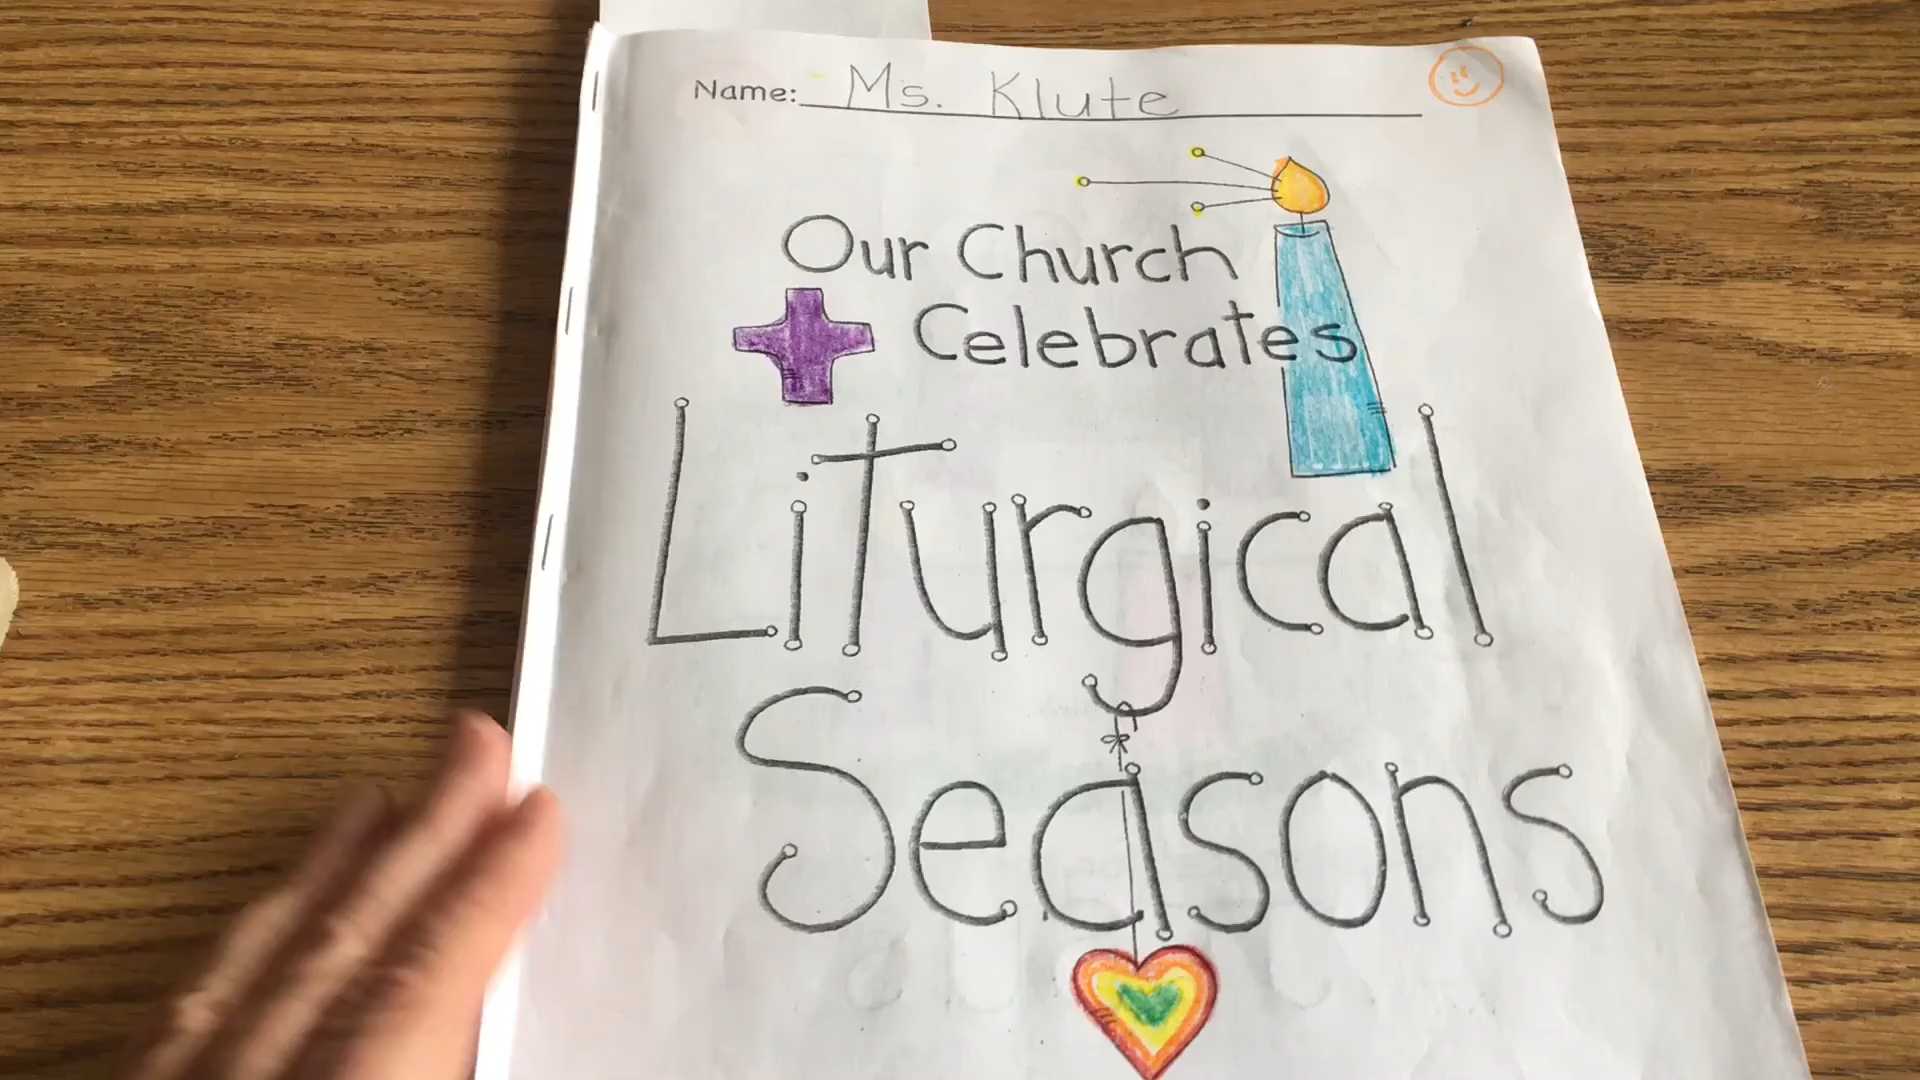 Name: Ms. Klute
Our Church
Celebrates
Liturgical
Seasons